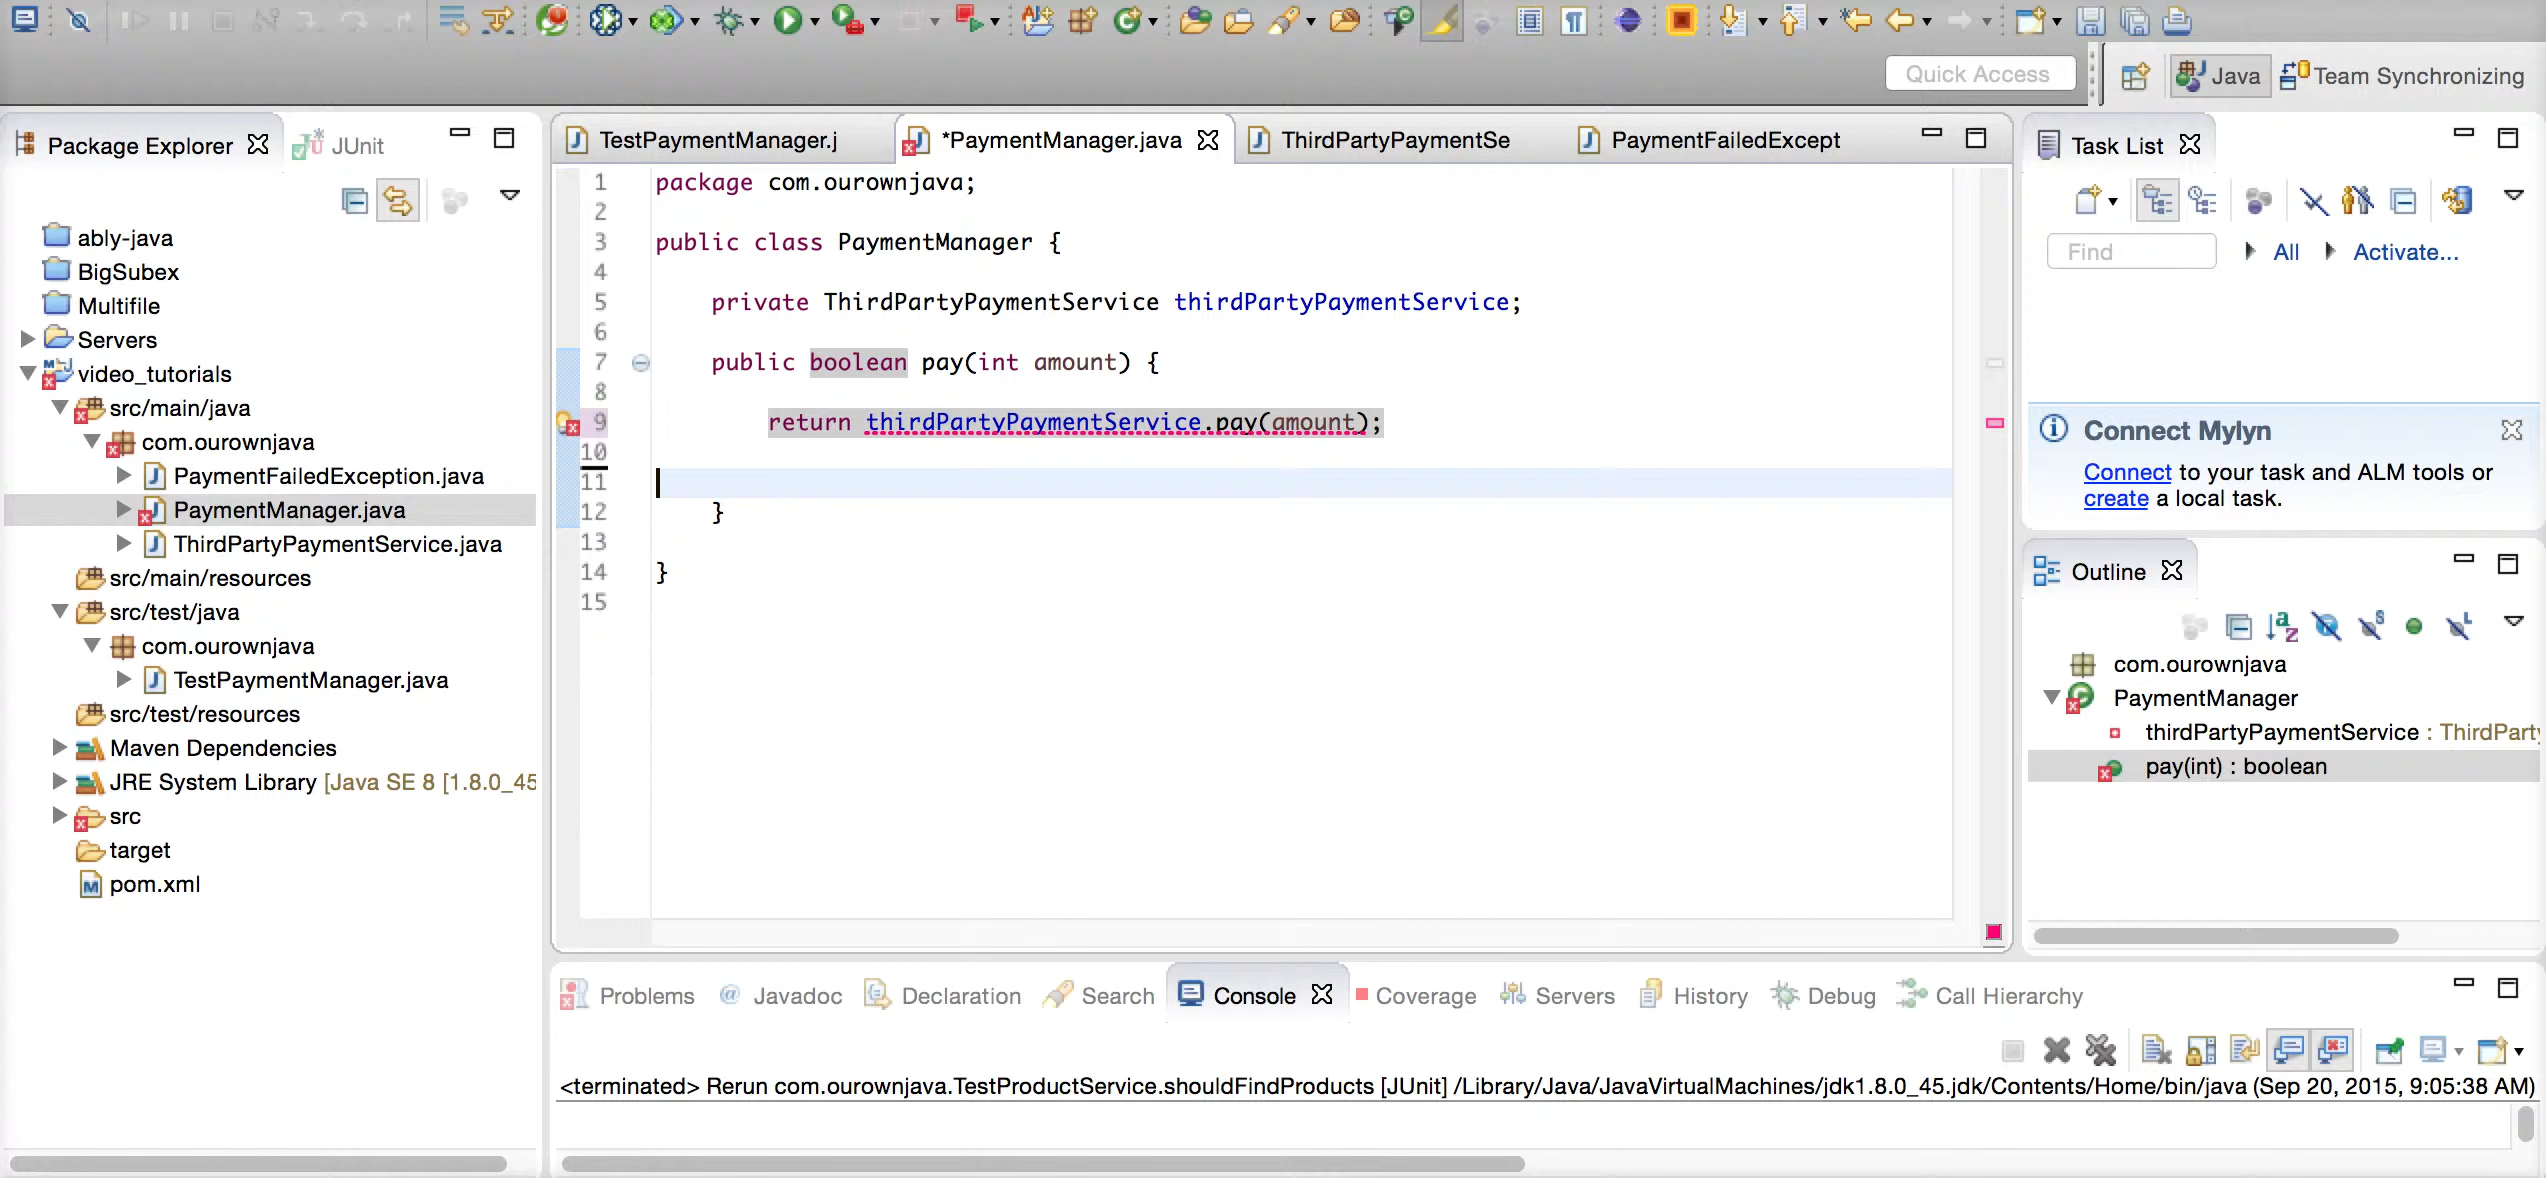 Quick Access
Java
Team Synchronizing
Package Explorer
JUnit
ably-java
BigSubex
Multifile
Servers
video_tutorials
src/main/java
com.ourownjava
PaymentFailedException.java
PaymentManager.java
ThirdPartyPaymentService.java
src/main/resources
src/test/java
com.ourownjava
TestPaymentManager.java
src/test/resources
Maven Dependencies
JRE System Library [Java SE 8 [1.8.0_45
src
target
pom.xml
TestPaymentManager.j
*PaymentManager.java
ThirdPartyPaymentSe
PaymentFailedExcept
1 package com.ourownjava;
2
3 public class PaymentManager {
4
5 private ThirdPartyPaymentService thirdPartyPaymentService;
6
7 public boolean pay(int amount) {
8
9 return thirdPartyPaymentService.pay(amount);
10
11
12 }
13
14 }
15
Task List
Find
All
Activate...
Connect Mylyn
Connect to your task and ALM tools or
create a local task.
Outline
com.ourownjava
PaymentManager
thirdPartyPaymentService : ThirdParty
pay(int) : boolean
Problems
Javadoc
Declaration
Search
Console
Coverage
Servers
History
Debug
Call Hierarchy
<terminated> Rerun com.ourownjava.TestProductService.shouldFindProducts [JUnit] /Library/Java/JavaVirtualMachines/jdk1.8.0_45.jdk/Contents/Home/bin/java (Sep 20, 2015, 9:05:38 AM)